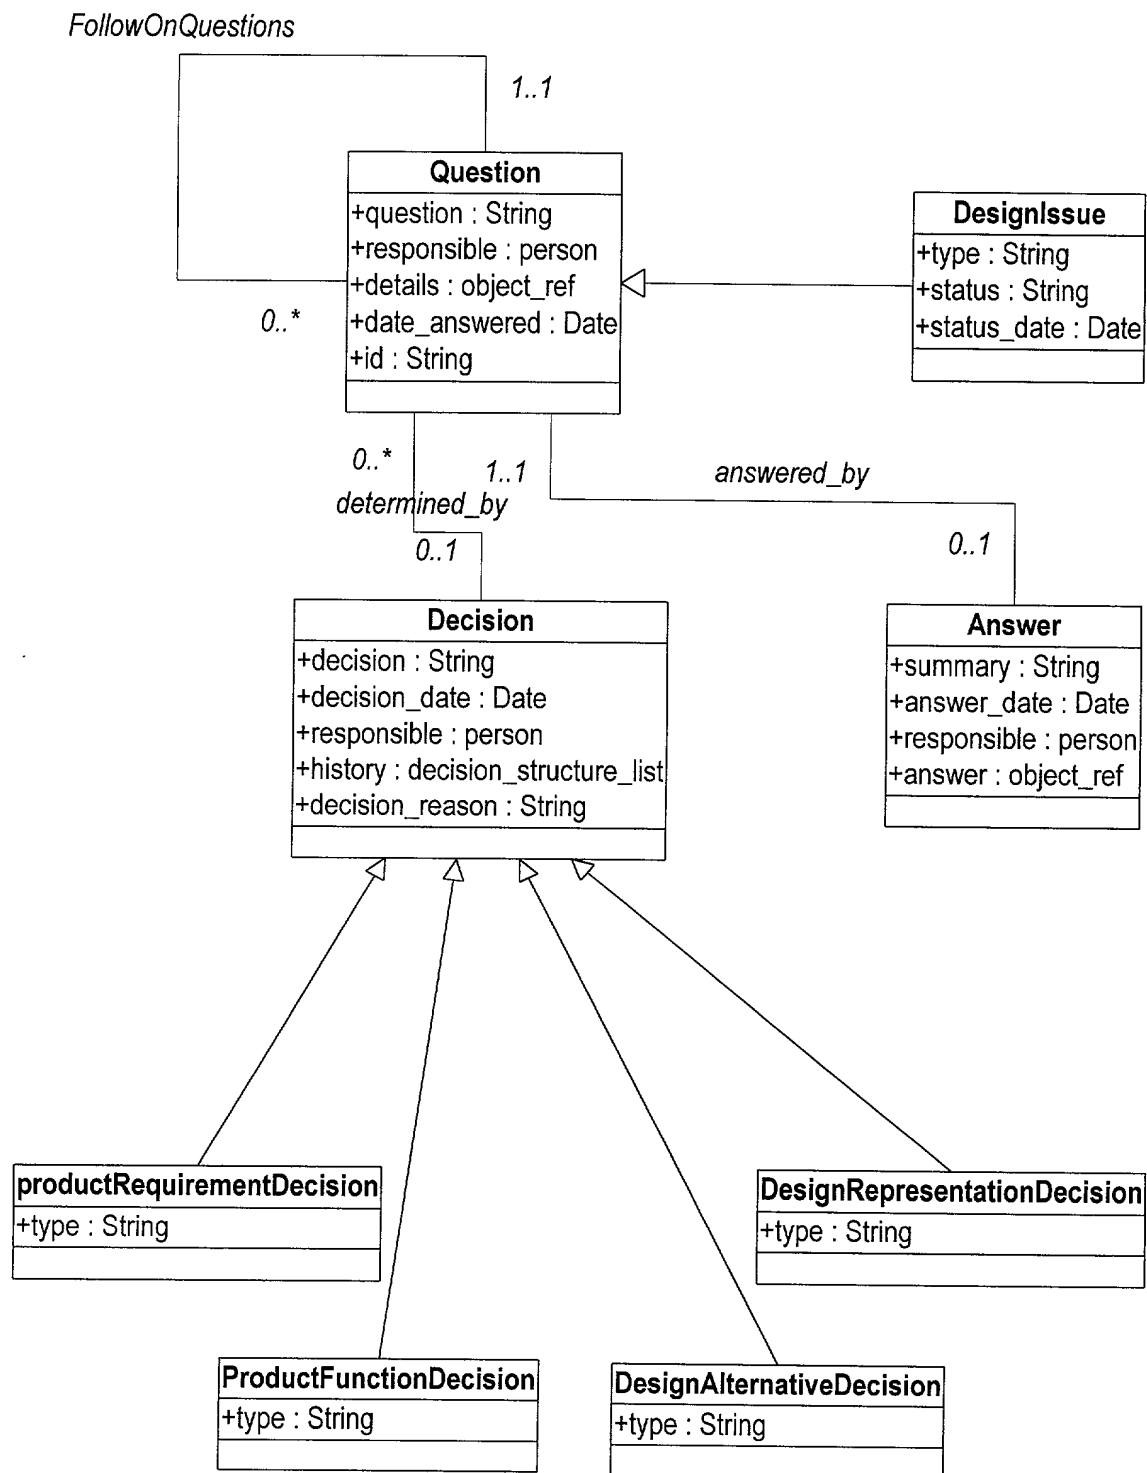 FollowOnQuestions
1..1
Question
+question : String
+responsible : person
+details : object_ref
+date_answered : Date
+id : String
0..*
DesignIssue
+type : String
+status : String
+status_date : Date
0..*
1..1
answered_by
determined_by
0..1
0..1
Decision
+decision : String
+decision_date : Date
+responsible : person
+history : decision_structure_list
+decision_reason : String
Answer
+summary : String
+answer_date : Date
+responsible : person
+answer : object_ref
productRequirementDecision
+type : String
DesignRepresentationDecision
+type : String
ProductFunctionDecision
+type : String
DesignAlternativeDecision
+type : String